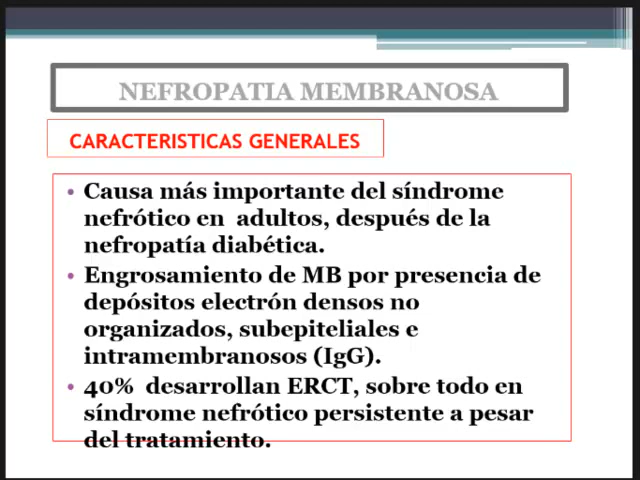 NEFROPATIA MEMBRANOSA
CARACTERISTICAS GENERALES
• Causa más importante del síndrome
nefrótico en adultos, después de la
nefropatía diabética.
• Engrosamiento de MB por presencia de
depósitos electrón densos no
organizados, subepiteliales e
intramembranosos (IgG).
• 40% desarrollan ERCT, sobre todo en
síndrome nefrótico persistente a pesar
del tratamiento.